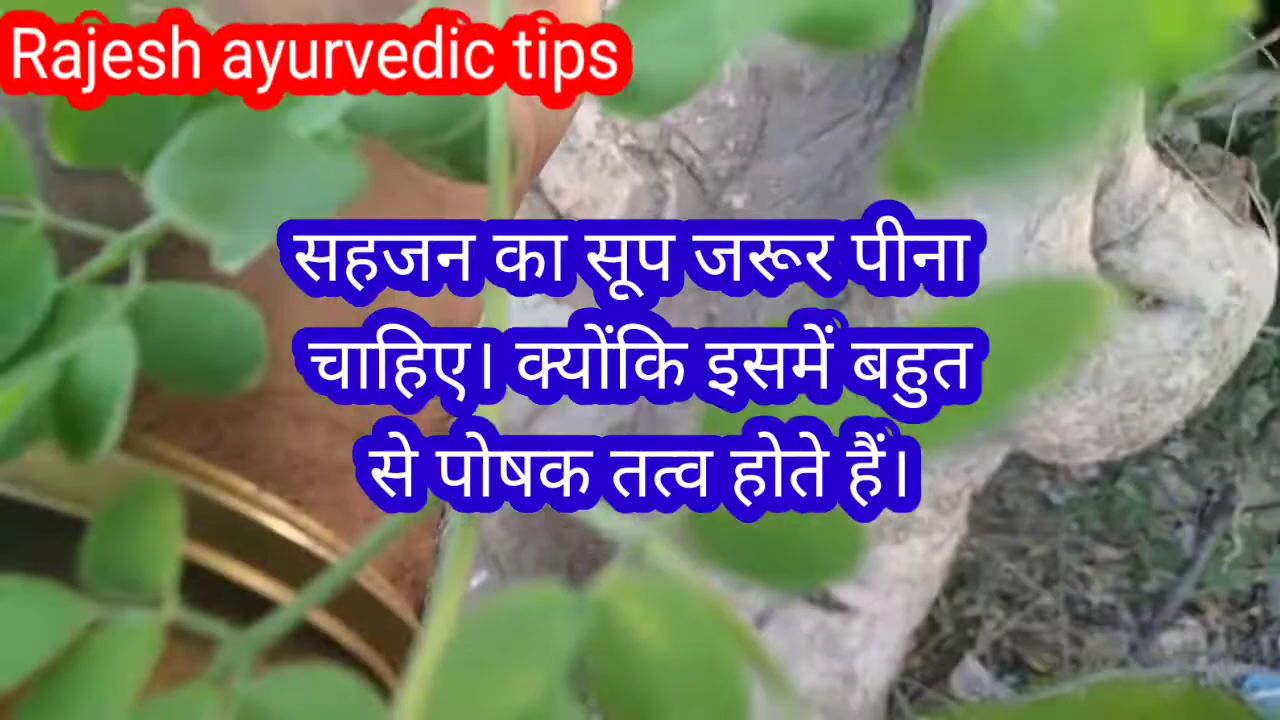 Rajesh ayurvedic tips
सहजन का सूप जरूर पीना
चाहिए। क्योंकि इसमें बहुत
से पोषक तत्व होते हैं।